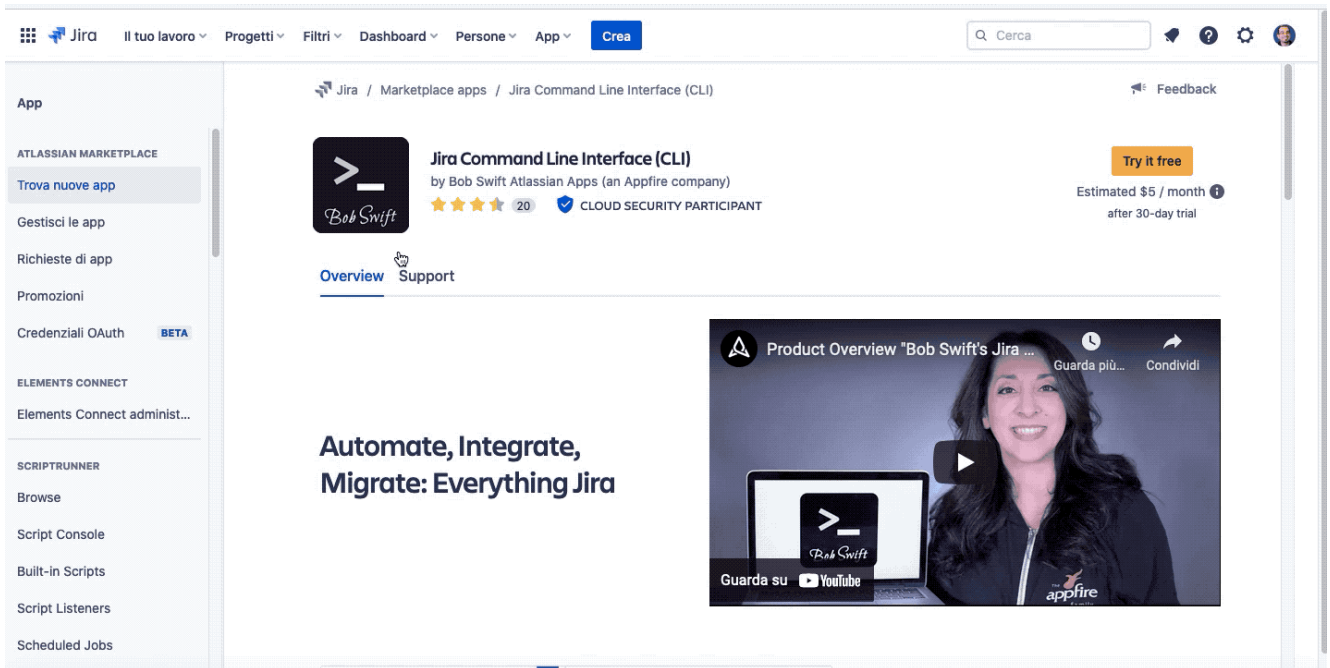 Jira
Il tuo lavoro
Progetti
Filtri
Dashboard
Persone
App
Crea
Cerca
App
ATLASSIAN MARKETPLACE
Trova nuove app
Gestisci le app
Richieste di app
Promozioni
Credenziali OAuth BETA
ELEMENTS CONNECT
Elements Connect administ...
SCRIPTRUNNER
Browse
Script Console
Built-in Scripts
Script Listeners
Scheduled Jobs
Jira / Marketplace apps / Jira Command Line Interface (CLI)
Feedback
>_
Bob Swift
Jira Command Line Interface (CLI)
by Bob Swift Atlassian Apps (an Appfire company)
20
CLOUD SECURITY PARTICIPANT
Try it free
Estimated $5 / month
after 30-day trial
Overview
Support
Automate, Integrate,
Migrate: Everything Jira
Product Overview "Bob Swift's Jira ...
Guarda più...
Condividi
>_
Bob Swift
Guarda su YouTube
appfire